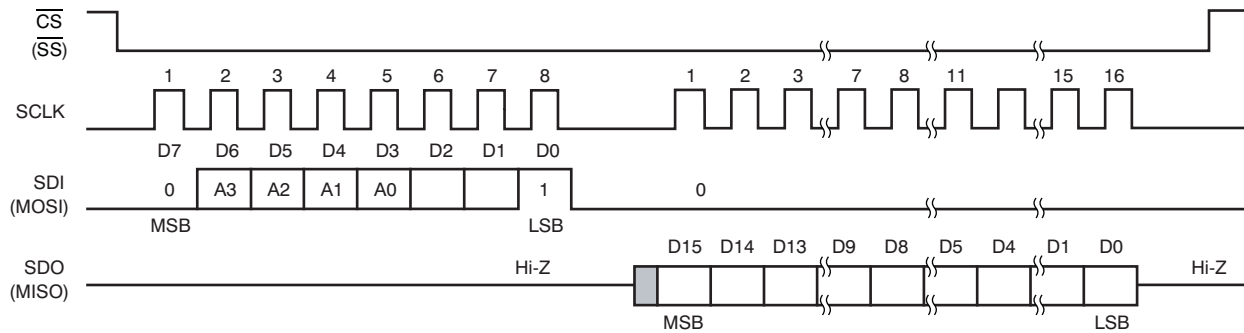 CS
(SS)
1 2 3 4 5 6 7 8 1 2 3 7 8 11 15 16
SCLK
D7 D6 D5 D4 D3 D2 D1 D0
SDI
(MOSI)
0 A3 A2 A1 A0 1 0
MSB LSB
D15 D14 D13 D9 D8 D5 D4 D1 D0
SDO
(MISO)
Hi-Z Hi-Z
MSB LSB